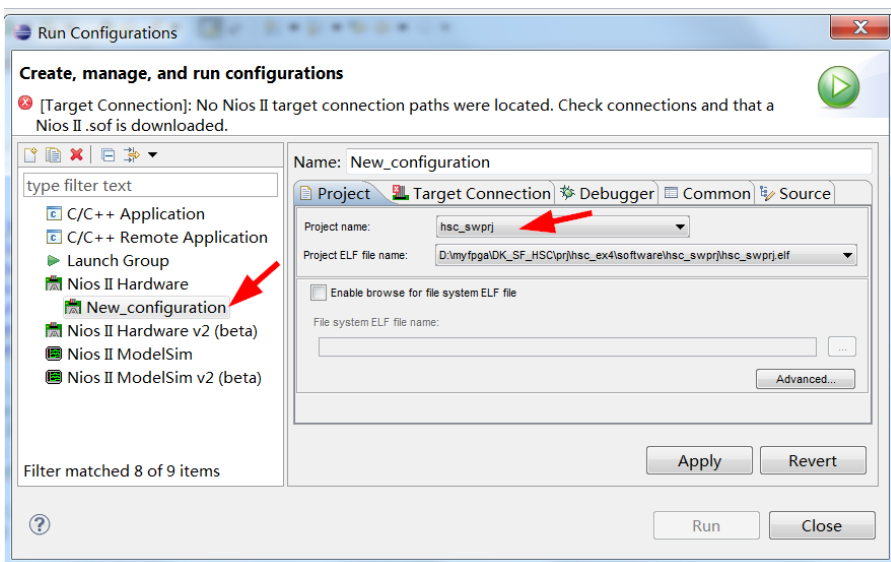 Run Configurations
X
Create, manage, and run configurations
[Target Connection]: No Nios II target connection paths were located. Check connections and that a
Nios II .sof is downloaded.
type filter text
C/C++ Application
C/C++ Remote Application
Launch Group
Nios II Hardware
New_configuration
Nios II Hardware v2 (beta)
Nios II ModelSim
Nios II ModelSim v2 (beta)
Filter matched 8 of 9 items
Name: New_configuration
Project Target Connection Debugger Common Source
Project name: hsc_swprj
Project ELF file name: D:\myfpga\DK_SF_HSC\prj\hsc_ex4\software\hsc_swprj\hsc_swprj.elf
Enable browse for file system ELF file
File system ELF file name:
...
Advanced...
Apply Revert
? Run Close